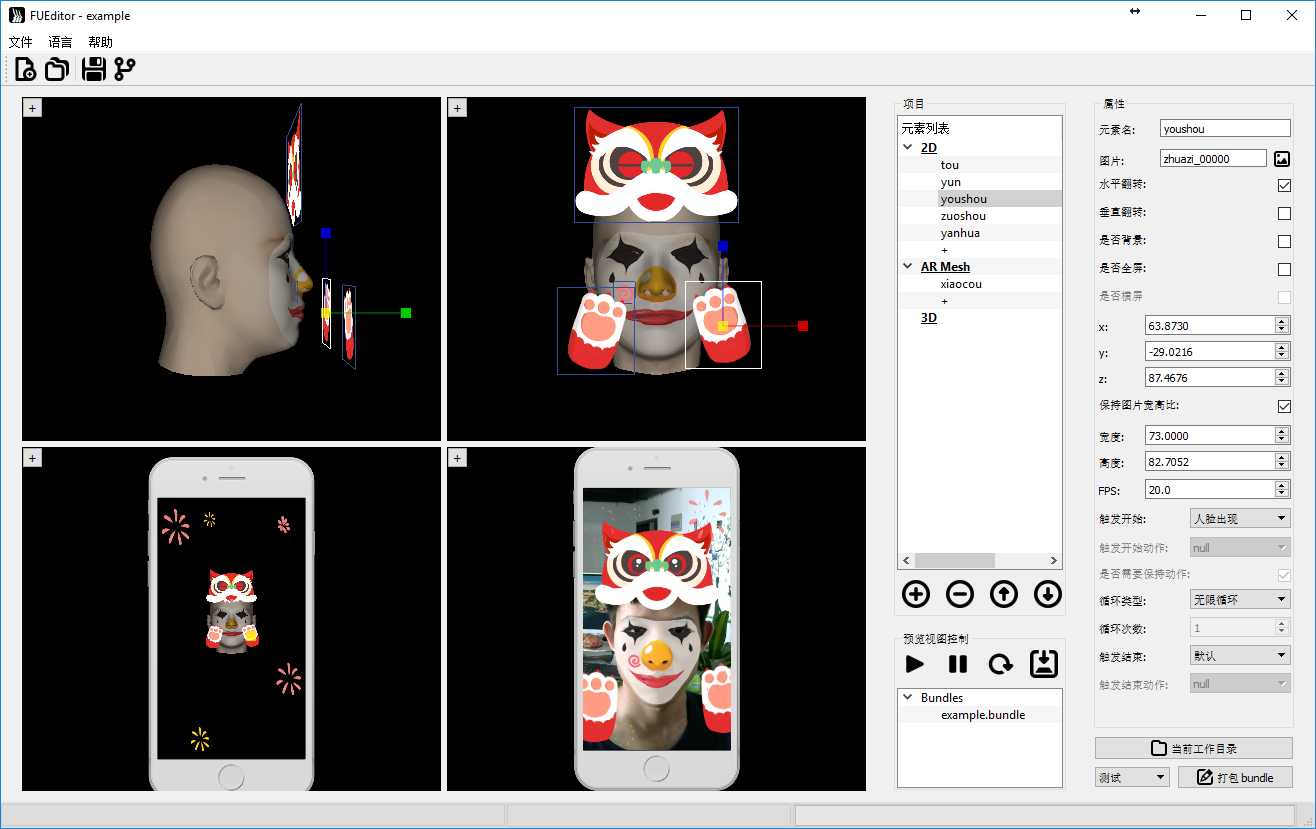 FUEditor - example
文件 语言 帮助
项目
元素列表
2D
tou
yun
youshou
zuoshou
yanhua
+
AR Mesh
xiaocou
+
3D
预览视图控制
Bundles
example.bundle
属性
元素名: youshou
图片: zhuazi_00000
水平翻转:
垂直翻转:
是否背景:
是否全屏:
是否横屏
x: 63.8730
y: -29.0216
z: 87.4676
保持图片宽高比:
宽度: 73.0000
高度: 82.7052
FPS: 20.0
触发开始: 人脸出现
触发开始动作: null
是否需要保持动作:
循环类型: 无限循环
循环次数: 1
触发结束: 默认
触发结束动作: null
当前工作目录
测试 打包 bundle